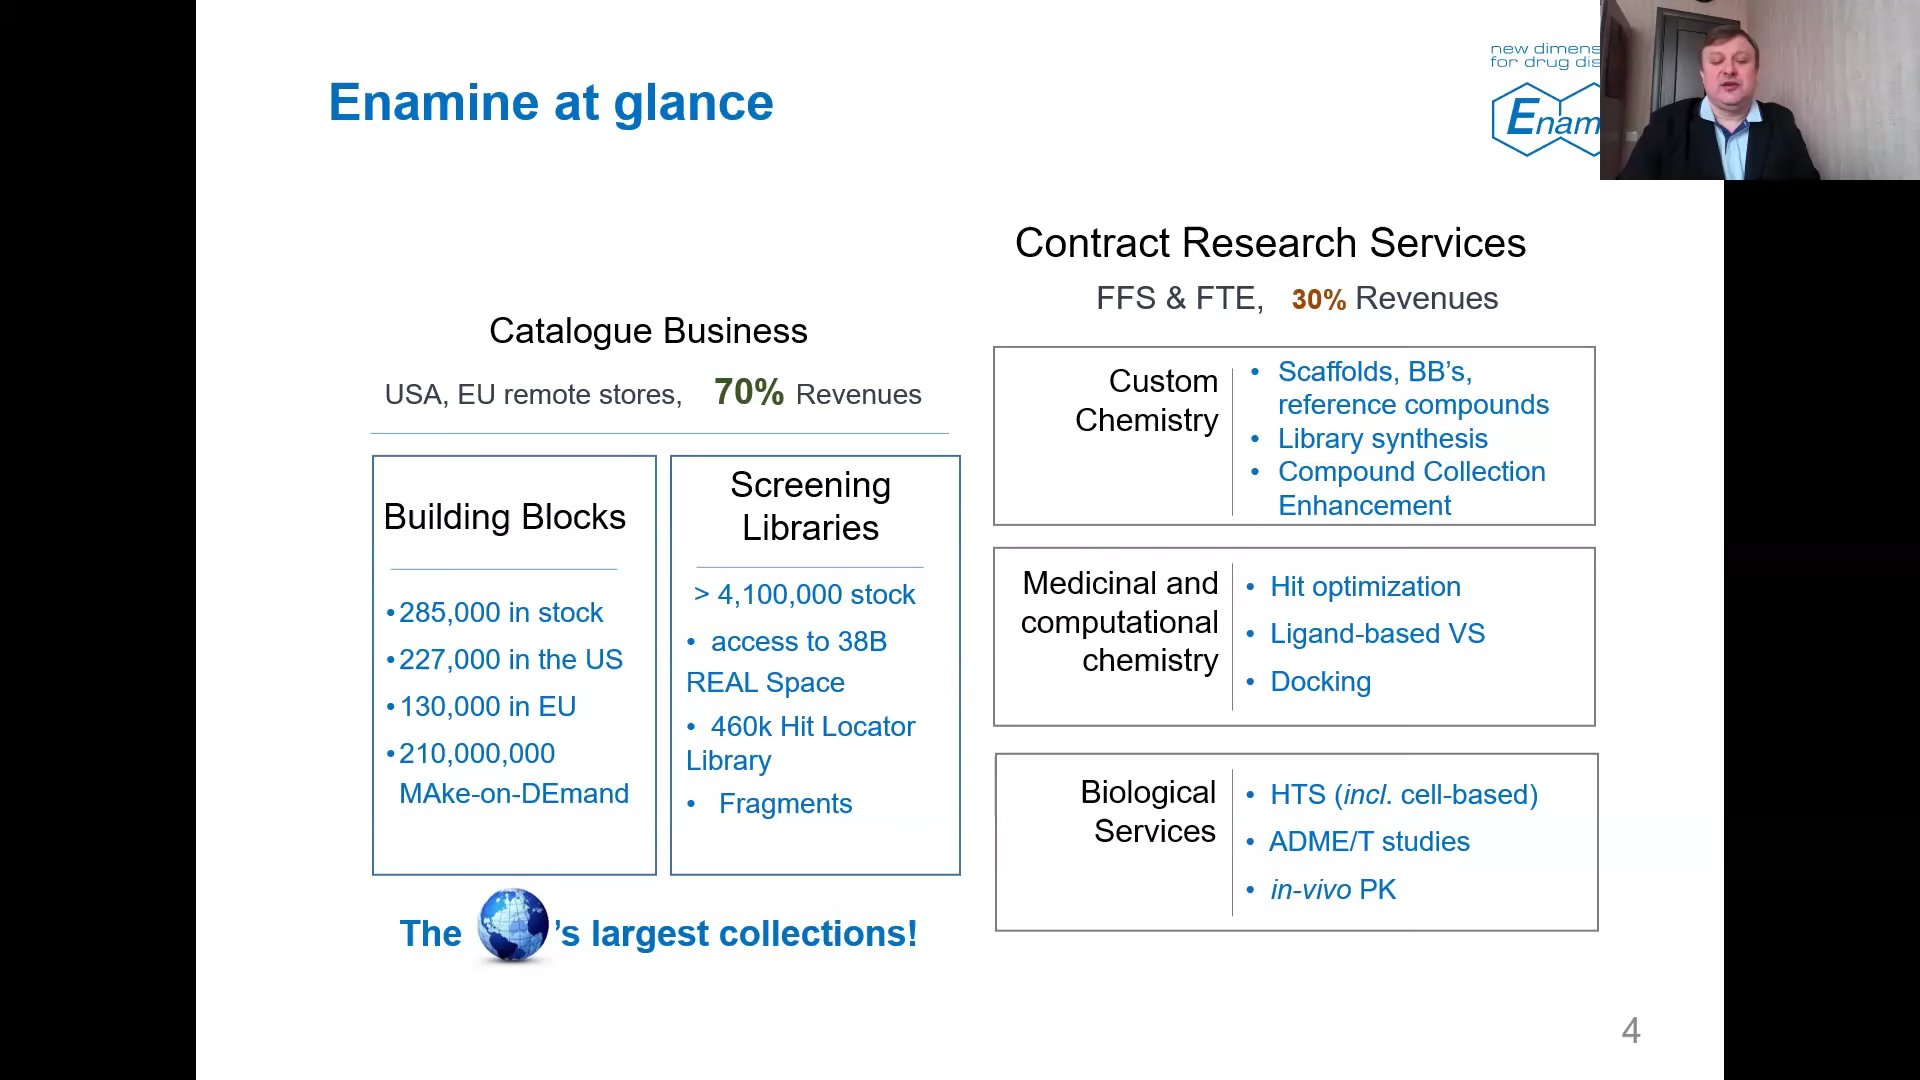 Enamine at glance
new dimens
for drug dis
Enam
Catalogue Business
USA, EU remote stores, 70% Revenues
Building Blocks
•285,000 in stock
•227,000 in the US
•130,000 in EU
•210,000,000
MAke-on-DEmand
Screening
Libraries
> 4,100,000 stock
• access to 38B
REAL Space
• 460k Hit Locator
Library
• Fragments
The 's largest collections!
Contract Research Services
FFS & FTE, 30% Revenues
Custom
Chemistry
• Scaffolds, BB's,
reference compounds
• Library synthesis
• Compound Collection
Enhancement
Medicinal and
computational
chemistry
• Hit optimization
• Ligand-based VS
• Docking
Biological
Services
• HTS (incl. cell-based)
• ADME/T studies
• in-vivo PK
4